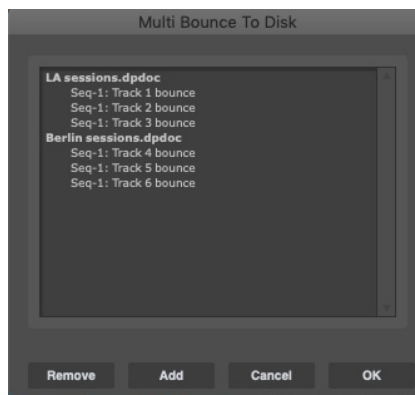 Multi Bounce To Disk
LA sessions.dpdoc
Seq-1: Track 1 bounce
Seq-1: Track 2 bounce
Seq-1: Track 3 bounce
Berlin sessions.dpdoc
Seq-1: Track 4 bounce
Seq-1: Track 5 bounce
Seq-1: Track 6 bounce
Remove Add Cancel OK